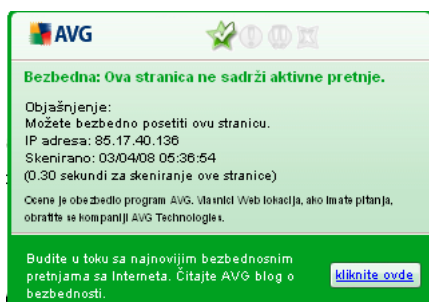 AVG
Bezbedna: Ova stranica ne sadrži aktivne pretnje.
Objašnjenje:
Možete bezbedno posetiti ovu stranicu.
IP adresa: 85.17.40.136
Skenirano: 03/04/08 05:36:54
(0.30 sekundi za skeniranje ove stranice)
Ocene je obezbedio program AVG. Vlasnici Web lokacija, ako imate pitanja,
obratite se kompaniji AVG Technologies.
Budite u toku sa najnovijim bezbednosnim
pretnjama sa Interneta. Čitajte AVG blog o
bezbednosti.
kliknite ovde